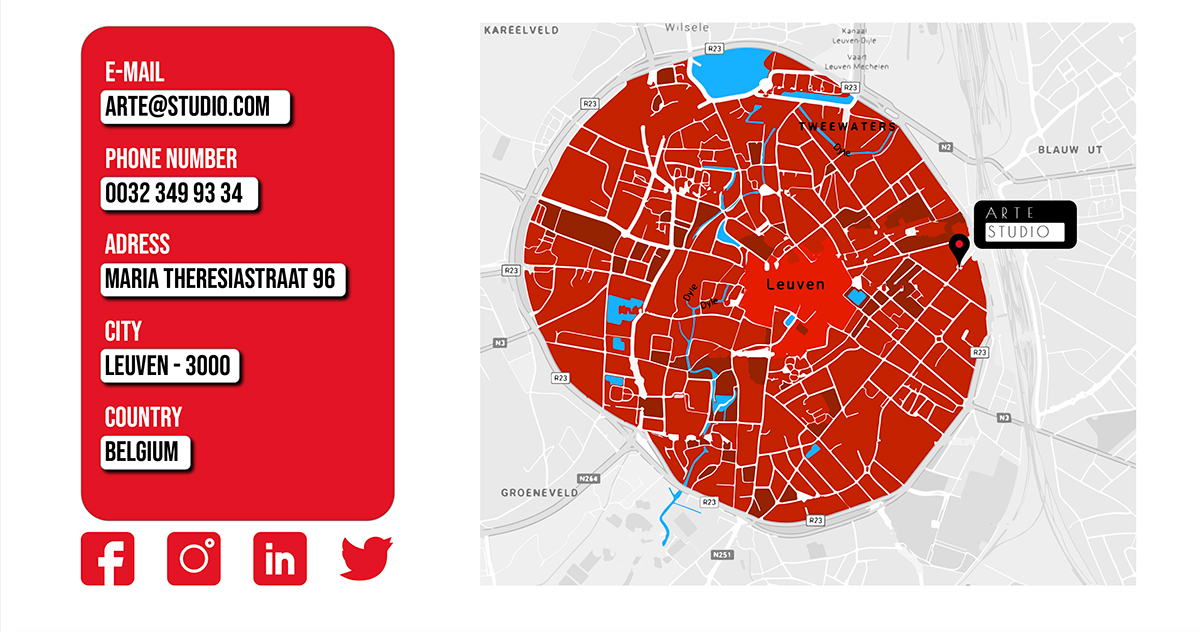 E-MAIL
ARTE@STUDIO.COM
PHONE NUMBER
0032 349 93 34
ADRESS
MARIA THERESIASTRAAT 96
CITY
LEUVEN - 3000
COUNTRY
BELGIUM
KAREELVELD
Wilsele
Kanaal
Leuven-Dijle
Vaart
Leuven Mechelen
R23
R23
R23
TWEEWATERS
Dyle
N2
BLAUW UT
ARTE
STUDIO
R23
Leuven
Dyle
Dyle
N3
R23
R23
N3
N264
GROENEVELD
R23
R23
N251